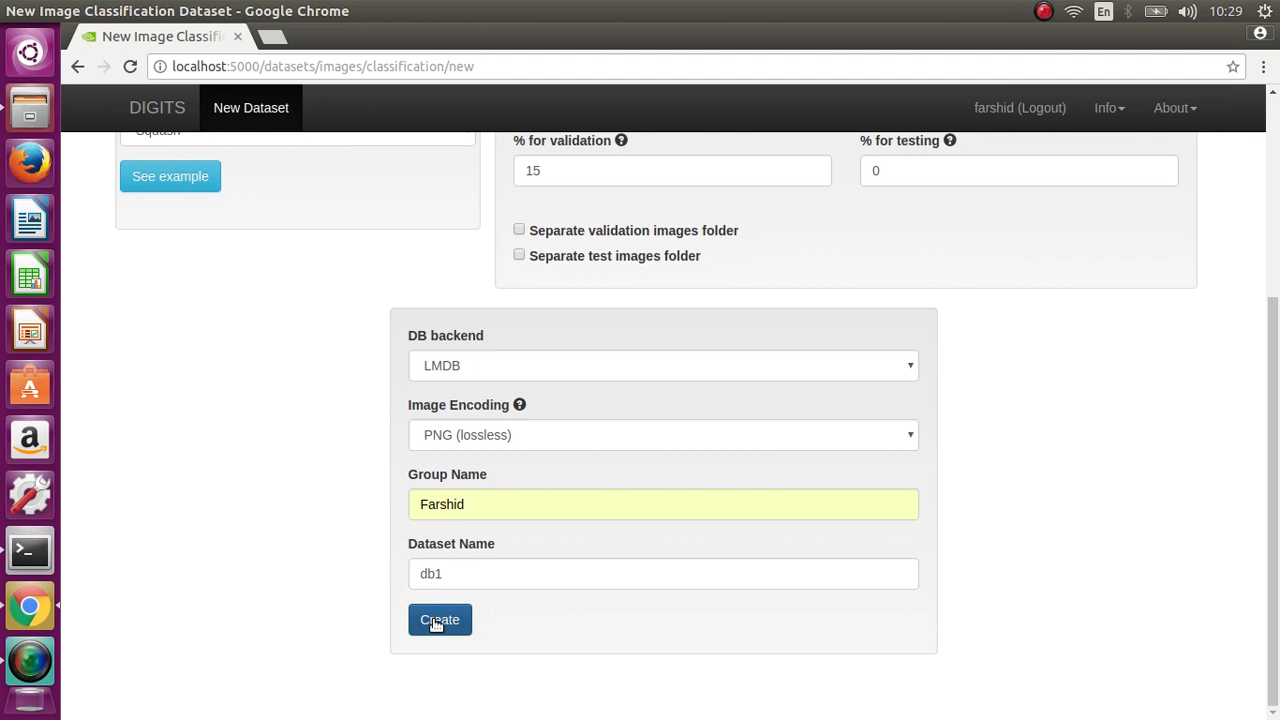 New Image Classification Dataset - Google Chrome
En
10:29
New Image Classifi
localhost:5000/datasets/images/classification/new
DIGITS
New Dataset
farshid (Logout)
Info
About
Squash
See example
% for validation
% for testing
15
0
Separate validation images folder
Separate test images folder
DB backend
LMDB
Image Encoding
PNG (lossless)
Group Name
Farshid
Dataset Name
db1
Create